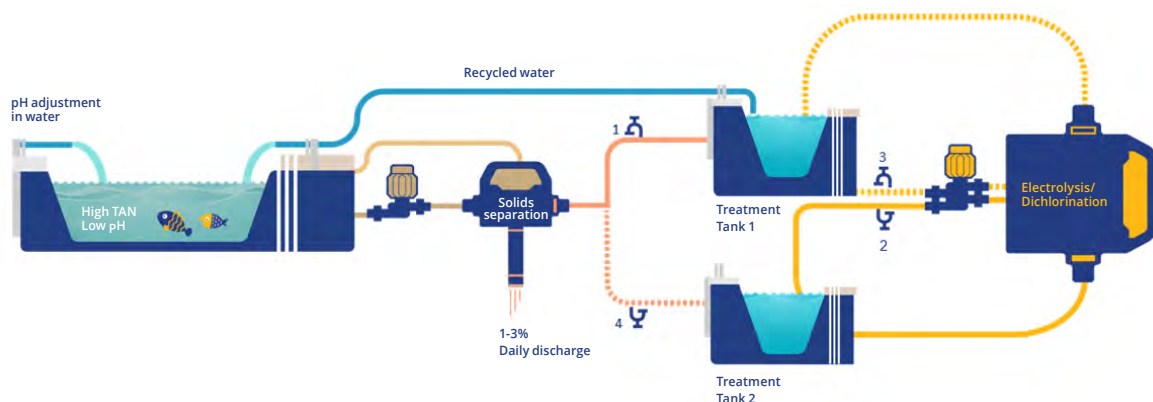 Recycled water
pH adjustment
in water
High TAN
Low pH
Solids
separation
1-3%
Daily discharge
1
4
Treatment
Tank 1
3
2
Electrolysis/
Dichlorination
Treatment
Tank 2